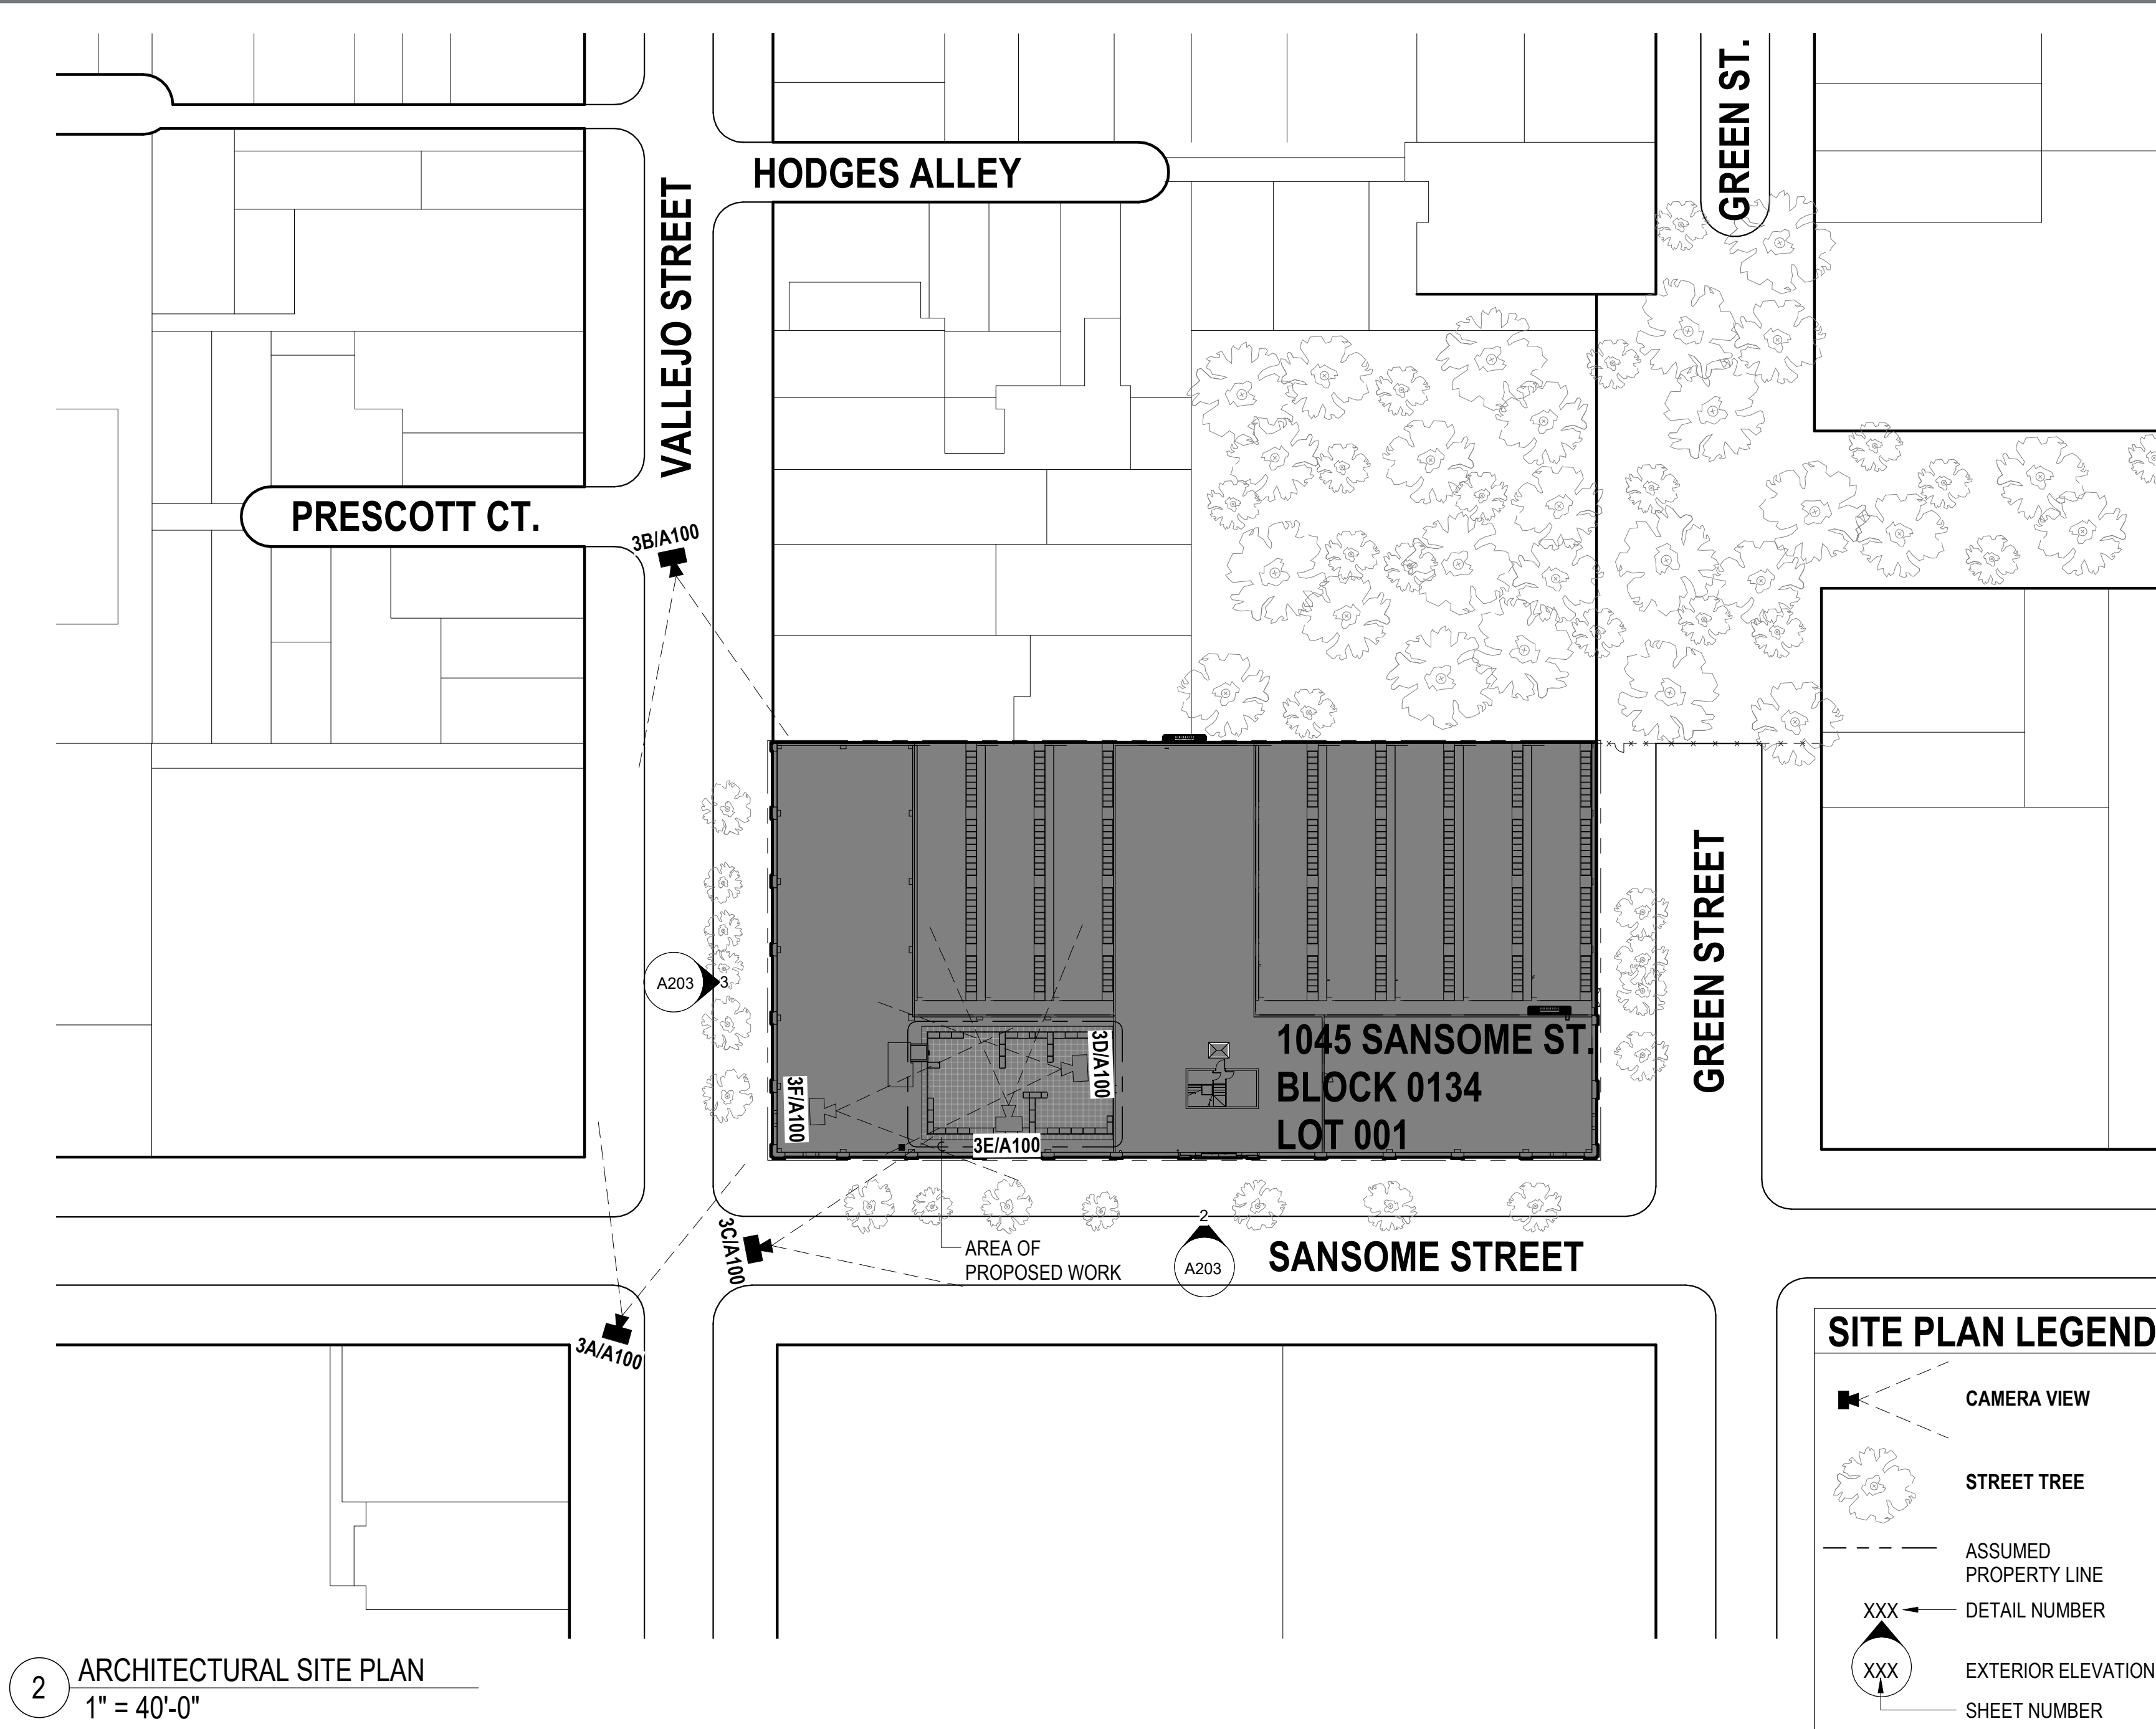 GREEN ST.
HODGES ALLEY
VALLEJO STREET
PRESCOTT CT.
3B/A100
GREEN STREET
A203
3
3D/A100
3F/A100
3E/A100
1045 SANSOME ST.
BLOCK 0134
LOT 001
3C/A100
AREA OF
PROPOSED WORK
2
A203
SANSOME STREET
3A/A100
SITE PLAN LEGEND
CAMERA VIEW
STREET TREE
ASSUMED
PROPERTY LINE
XXX
DETAIL NUMBER
XXX
EXTERIOR ELEVATION
SHEET NUMBER
2
ARCHITECTURAL SITE PLAN
1" = 40'-0"